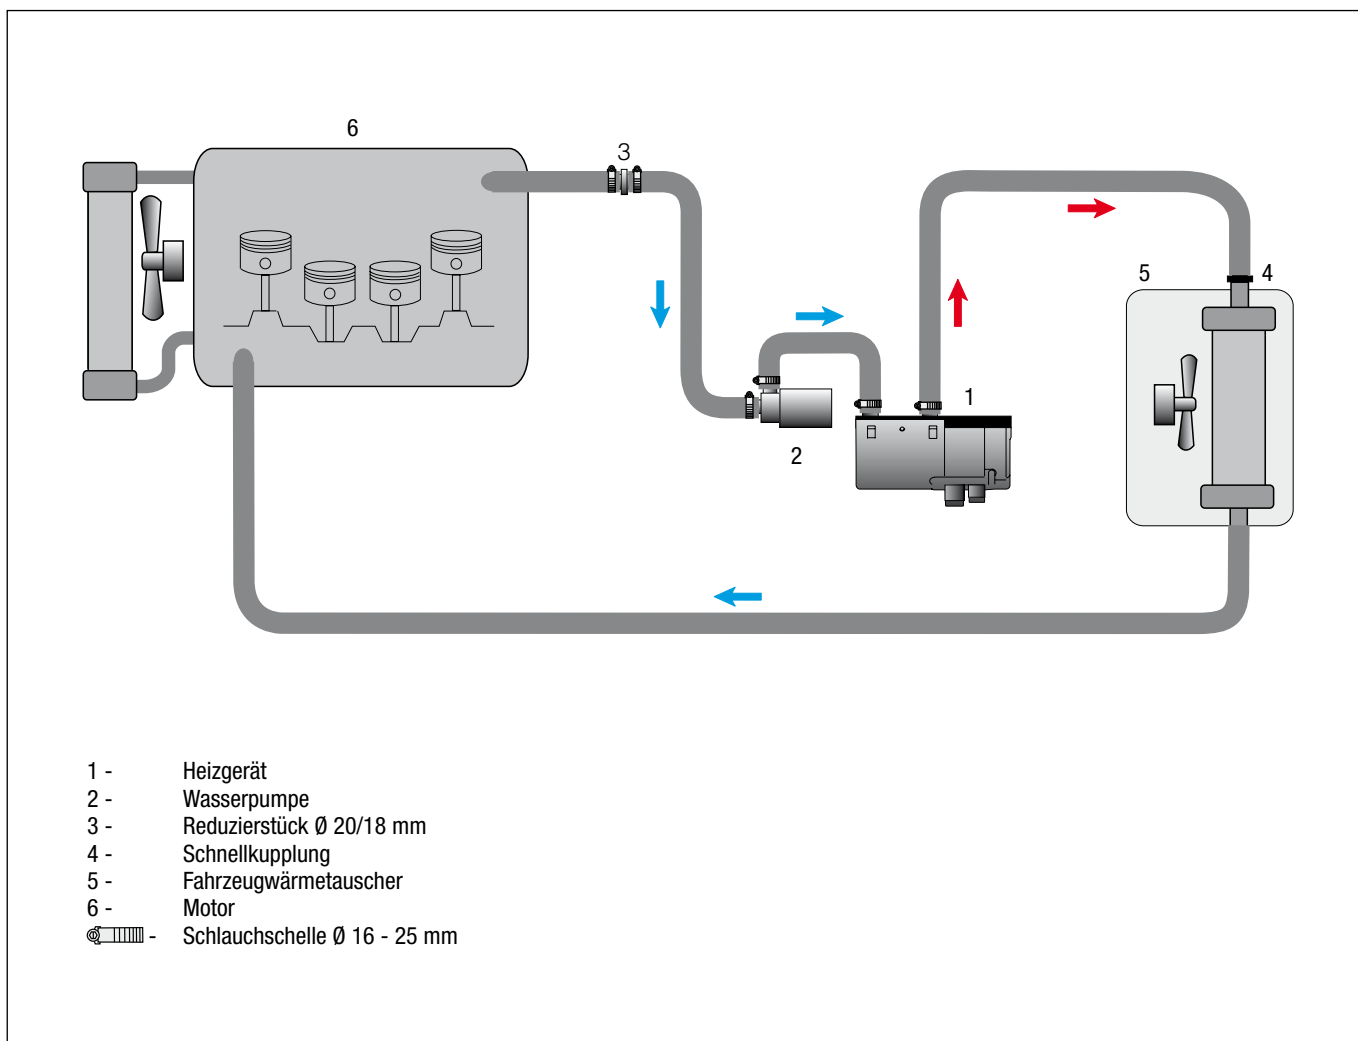 6
3
5
4
1
2
1 - Heizgerät
2 - Wasserpumpe
3 - Reduzierstück Ø 20/18 mm
4 - Schnellkupplung
5 - Fahrzeugwärmetauscher
6 - Motor
- Schlauchschelle Ø 16 - 25 mm